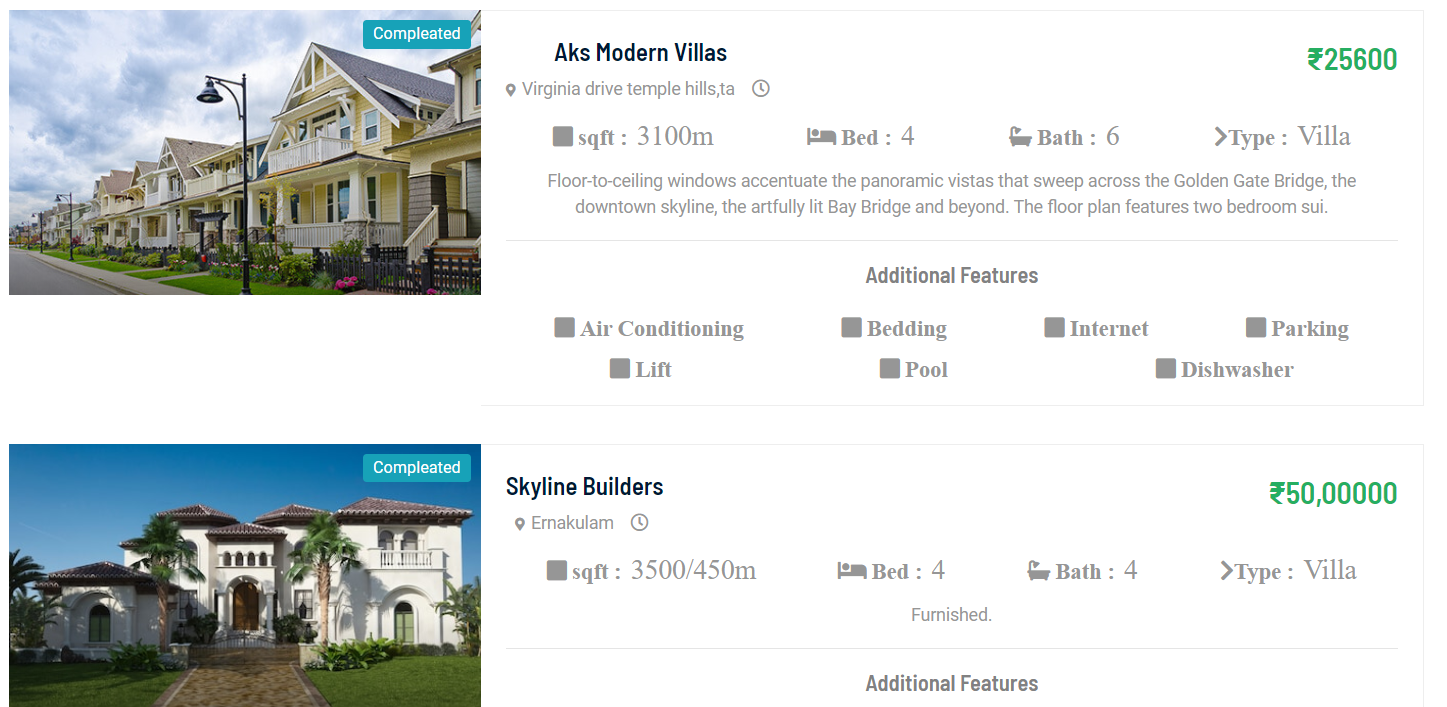 Compleated
Aks Modern Villas
₹25600
Virginia drive temple hills,ta
sqft : 3100m Bed : 4 Bath : 6 Type : Villa
Floor-to-ceiling windows accentuate the panoramic vistas that sweep across the Golden Gate Bridge, the
downtown skyline, the artfully lit Bay Bridge and beyond. The floor plan features two bedroom sui.
Additional Features
Air Conditioning Bedding Internet Parking
Lift Pool Dishwasher
Compleated
Skyline Builders
₹50,00000
Ernakulam
sqft : 3500/450m Bed : 4 Bath : 4 Type : Villa
Furnished.
Additional Features